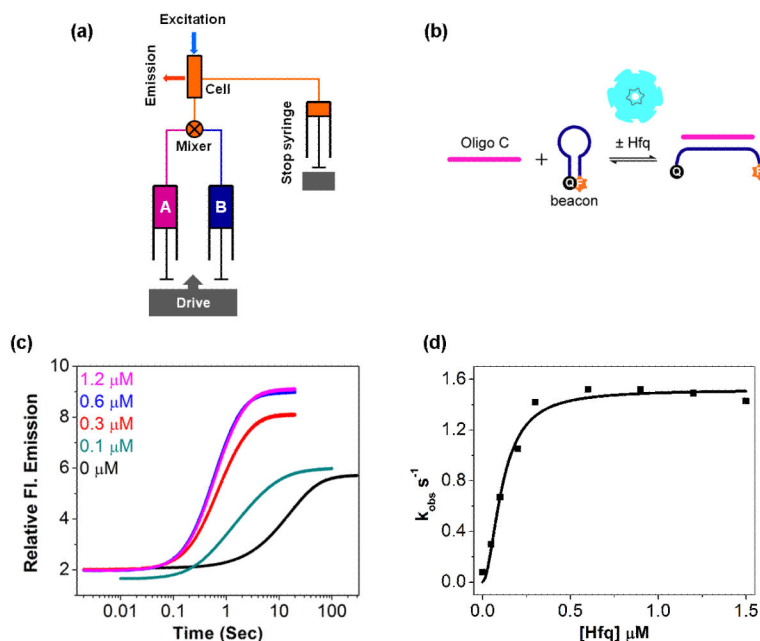 (a)
Excitation
Emission
Cell
Mixer
Stop syringe
A
B
Drive
(b)
Oligo C
+
Q
F
beacon
± Hfq
Q
F
(c)
1.2 μM
0.6 μM
0.3 μM
0.1 μM
0 μM
10
8
6
4
2
Relative Fl. Emission
0.01 0.1 1 10 100
Time (Sec)
(d)
1.6
1.2
0.8
0.4
0.0
k obs s-1
0.0 0.5 1.0 1.5
[Hfq] μM